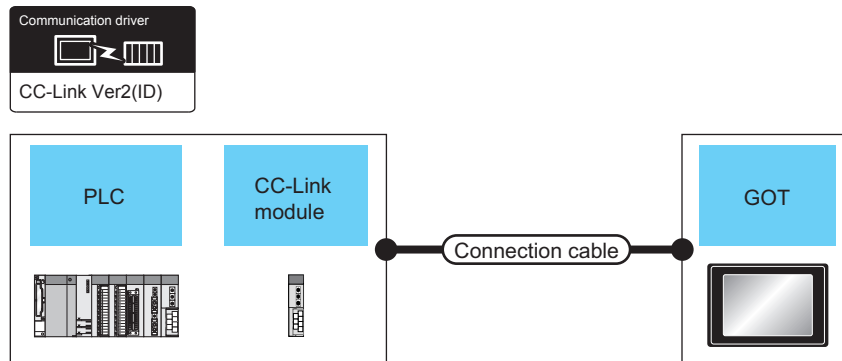 Communication driver
CC-Link Ver2(ID)
PLC
CC-Link
module
Connection cable
GOT